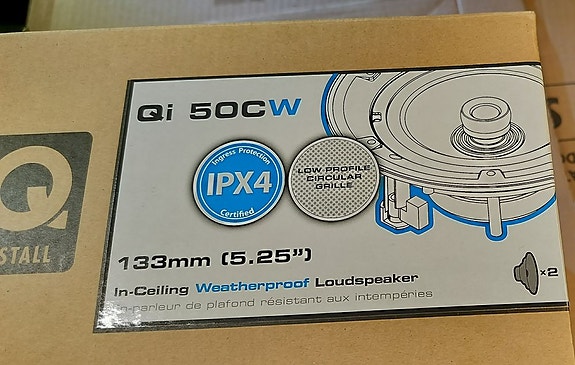 Qi 50CW
Ingress Protection
IPX4
Certified
LOW PROFILE
CIRCULAR
GRILLE
Q
STALL
133mm (5.25”)
In-Ceiling Weatherproof Loudspeaker
x2
-parleur de plafond résistant aux intempéries